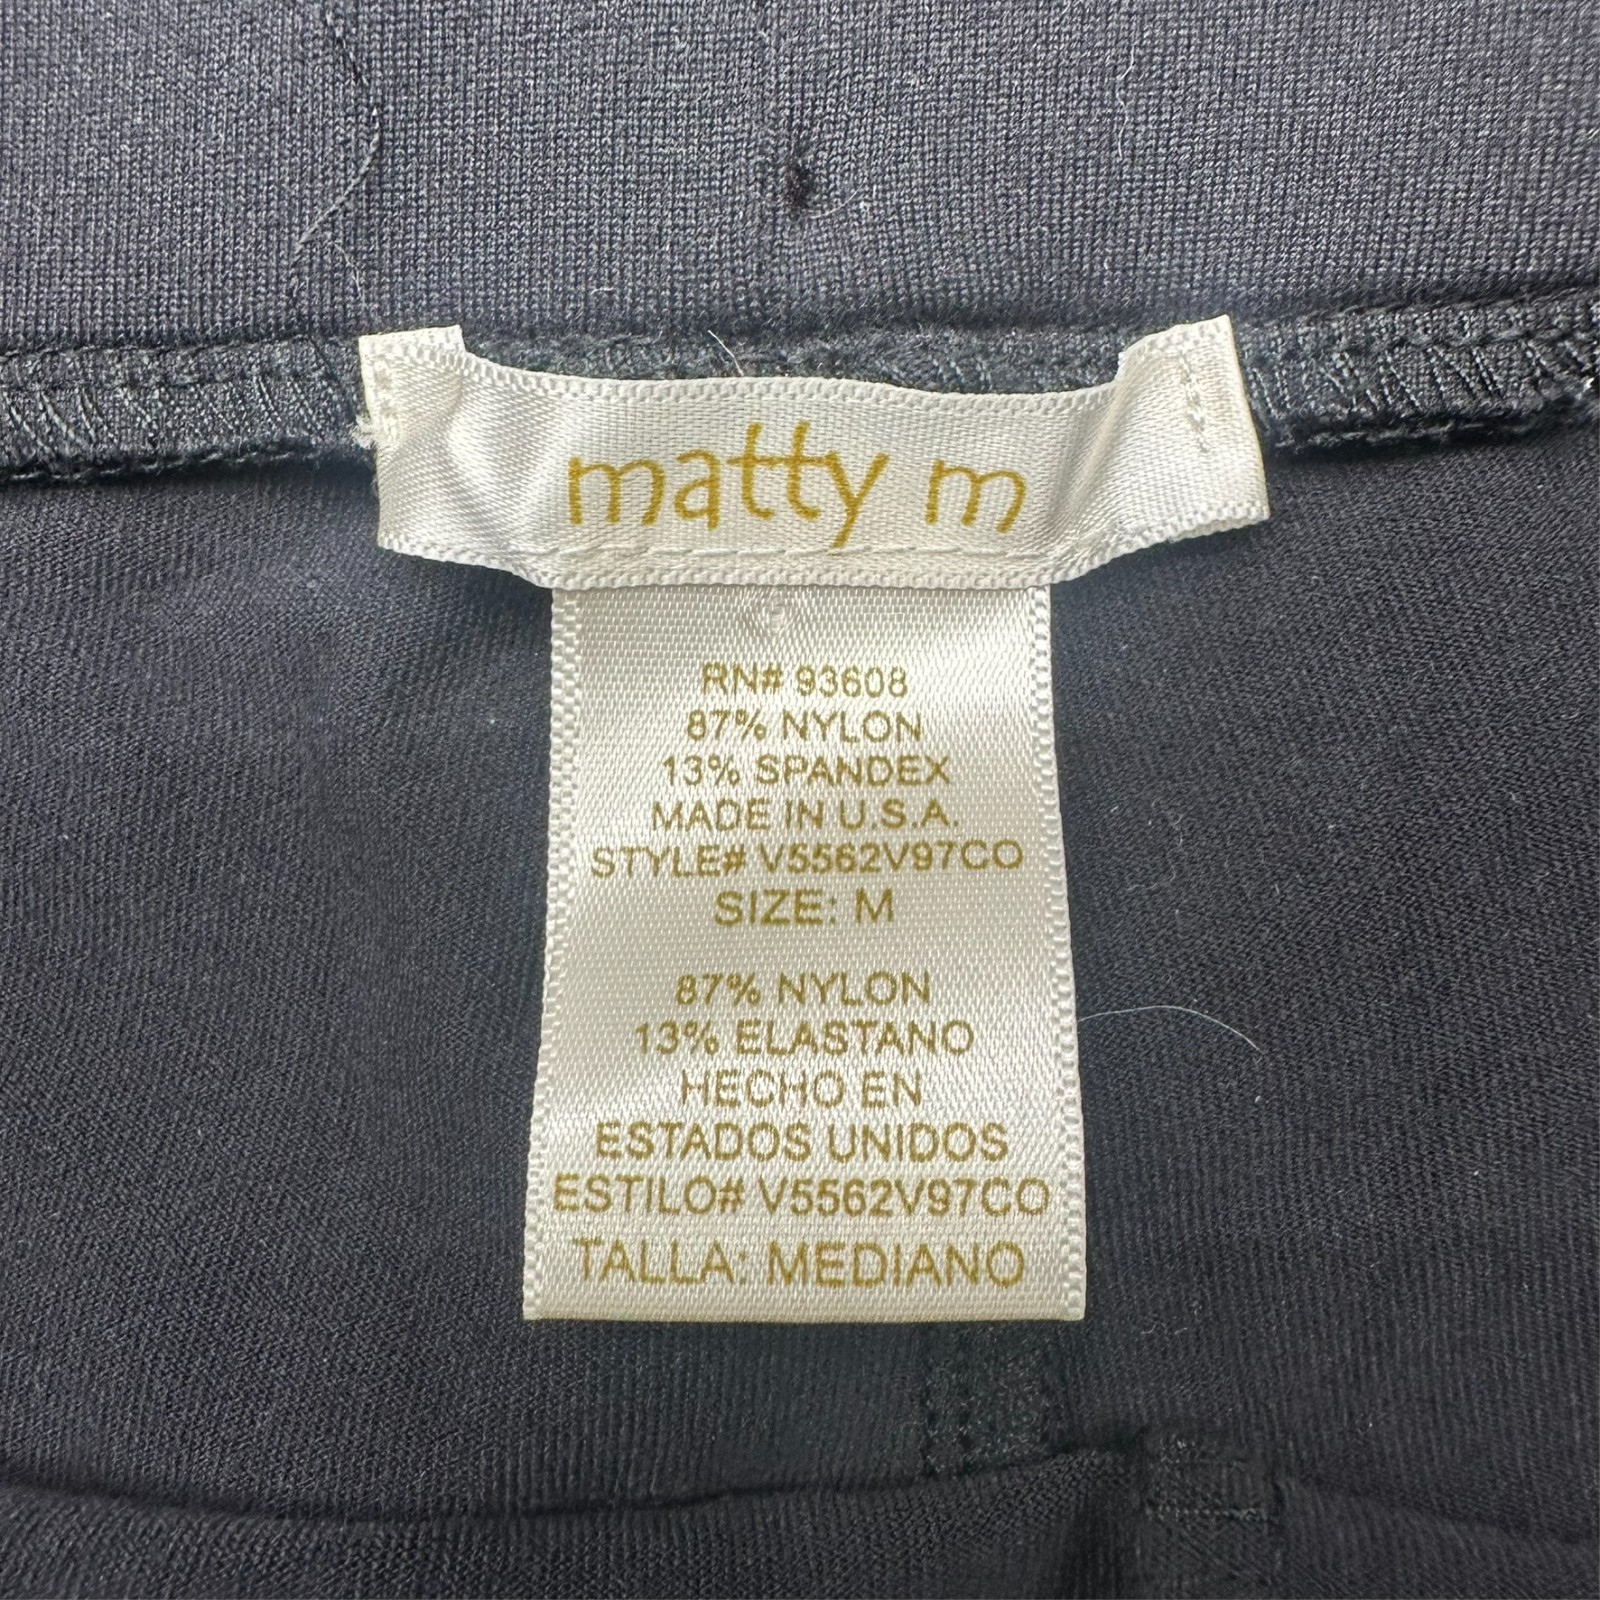 matty m
RN# 93608
87% NYLON
13% SPANDEX
MADE IN U.S.A.
STYLE# V5562V97CO
SIZE: M
87% NYLON
13% ELASTANO
HECHO EN
ESTADOS UNIDOS
ESTILO# V5562V97CO
TALLA: MEDIANO